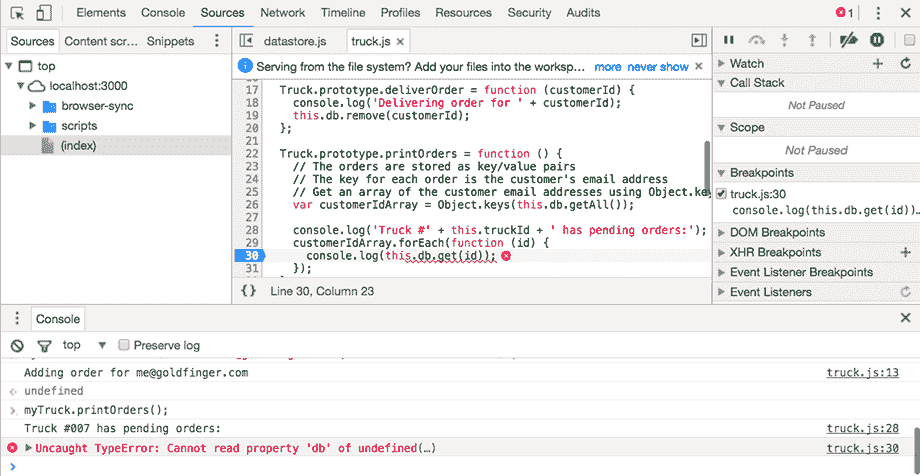 Elements Console Sources Network Timeline Profiles Resources Security Audits 1
Sources Content scr... Snippets
datastore.js truck.js
top
localhost:3000
browser-sync
scripts
(index)
Serving from the file system? Add your files into the worksp... more never show
17 Truck.prototype.deliverOrder = function (customerId) {
18 console.log('Delivering order for ' + customerId);
19 this.db.remove(customerId);
20 };
21
22 Truck.prototype.printOrders = function () {
23 // The orders are stored as key/value pairs
24 // The key for each order is the customer's email address
25 // Get an array of the customer email addresses using Object.key
26 var customerIdArray = Object.keys(this.db.getAll());
27
28 console.log('Truck #' + this.truckId + ' has pending orders:');
29 customerIdArray.forEach(function (id) {
30 console.log(this.db.get(id));
31 });
{} Line 30, Column 23
Watch
Call Stack
Not Paused
Scope
Not Paused
Breakpoints
truck.js:30
console.log(this.db.get(id))...
DOM Breakpoints
XHR Breakpoints
Event Listener Breakpoints
Event Listeners
Console
top Preserve log
Adding order for me@goldfinger.com truck.js:13
undefined
myTruck.printOrders();
Truck #007 has pending orders: truck.js:28
Uncaught TypeError: Cannot read property 'db' of undefined(…) truck.js:30